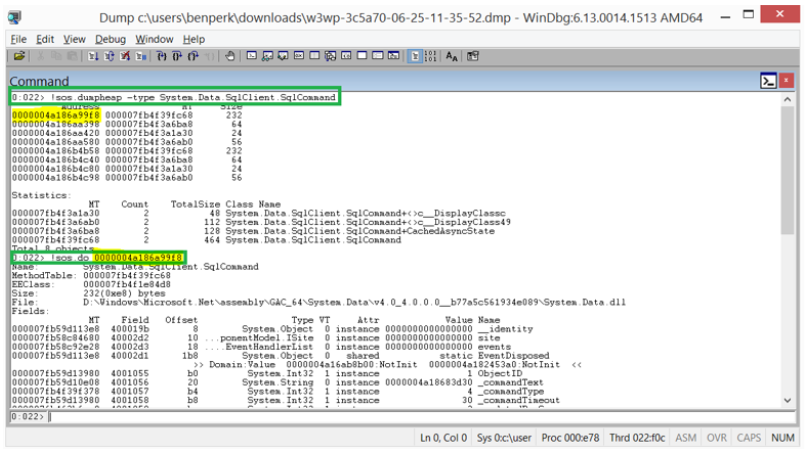 Dump c:\users\benperk\downloads\w3wp-3c5a70-06-25-11-35-52.dmp - WinDbg:6.13.0014.1513 AMD64
File Edit View Debug Window Help
Command
0:022> !sos dumpheap -type System.Data.SqlClient.SqlCommand
Address MT Size
0000004a186a99f8 000007fb4f39fc68 232
0000004a186aa398 000007fb4f3a6ba8 64
0000004a186aa420 000007fb4f3a1a30 24
0000004a186aa580 000007fb4f3a6ab0 56
0000004a186b4b58 000007fb4f39fc68 232
0000004a186b4c40 000007fb4f3a6ba8 64
0000004a186b4c80 000007fb4f3a1a30 24
0000004a186b4c98 000007fb4f3a6ab0 56
Statistics:
MT Count TotalSize Class Name
000007fb4f3a1a30 2 48 System.Data.SqlClient.SqlCommand+<>c__DisplayClassc
000007fb4f3a6ab0 2 112 System.Data.SqlClient.SqlCommand+<>c__DisplayClass49
000007fb4f3a6ba8 2 128 System.Data.SqlClient.SqlCommand+CachedAsyncState
000007fb4f39fc68 2 464 System.Data.SqlClient.SqlCommand
Total 8 objects
0:022> !sos.do 0000004a186a99f8
Name: System.Data.SqlClient.SqlCommand
MethodTable: 000007fb4f39fc68
EEClass: 000007fb4f1e84d8
Size: 232(0xe8) bytes
File: D:\Windows\Microsoft.Net\assembly\GAC_64\System.Data\v4.0_4.0.0.0__b77a5c561934e089\System.Data.dll
Fields:
MT Field Offset Type VT Attr Value Name
000007fb59d113e8 400019b 8 System.Object 0 instance 0000000000000000 __identity
000007fb58c84680 40002d2 10 ...ponentModel.ISite 0 instance 0000000000000000 site
000007fb58c92e28 40002d3 18 ....EventHandlerList 0 instance 0000000000000000 events
000007fb59d113e8 40002d1 1b8 System.Object 0 shared static EventDisposed
>> Domain:Value 0000004a16ab8b00:NotInit 0000004a182453a0:NotInit <<
000007fb59d13980 4001055 b0 System.Int32 1 instance 1 ObjectID
000007fb59d10e08 4001056 20 System.String 0 instance 0000004a18683d30 _commandText
000007fb4f39f378 4001057 b4 System.Int32 1 instance 4 _commandType
000007fb59d13980 4001058 b8 System.Int32 1 instance 30 _commandTimeout
0:022>
Ln 0, Col 0 Sys 0:c:\user Proc 000:e78 Thrd 022:f0c ASM OVR CAPS NUM